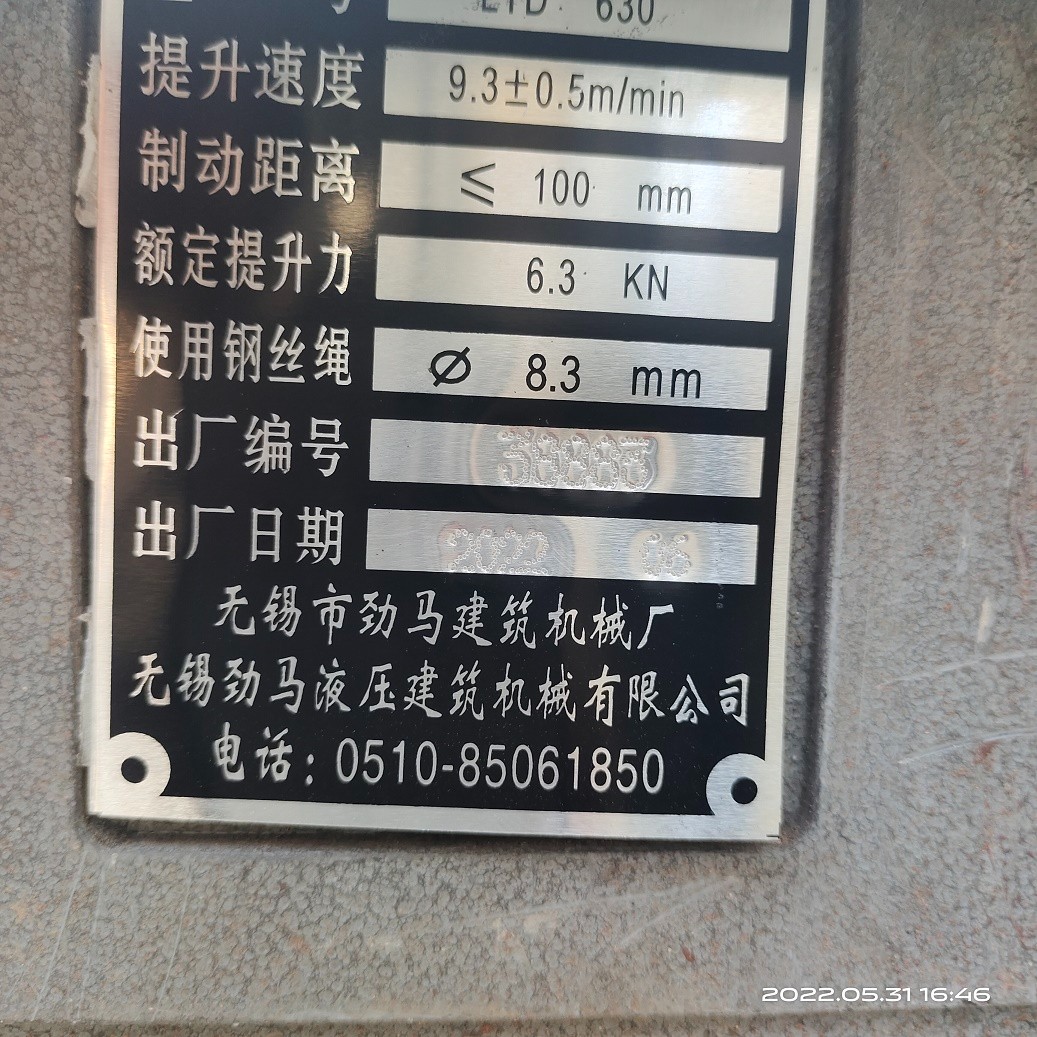 LTD 630
提升速度 9.3±0.5m/min
制动距离 ≤ 100 mm
额定提升力 6.3 KN
使用钢丝绳 Ø 8.3 mm
出厂编号
出厂日期 2022
无锡市劲马建筑机械厂
无锡劲马液压建筑机械有限公司
电话：0510-85061850
2022.05.31 16:46